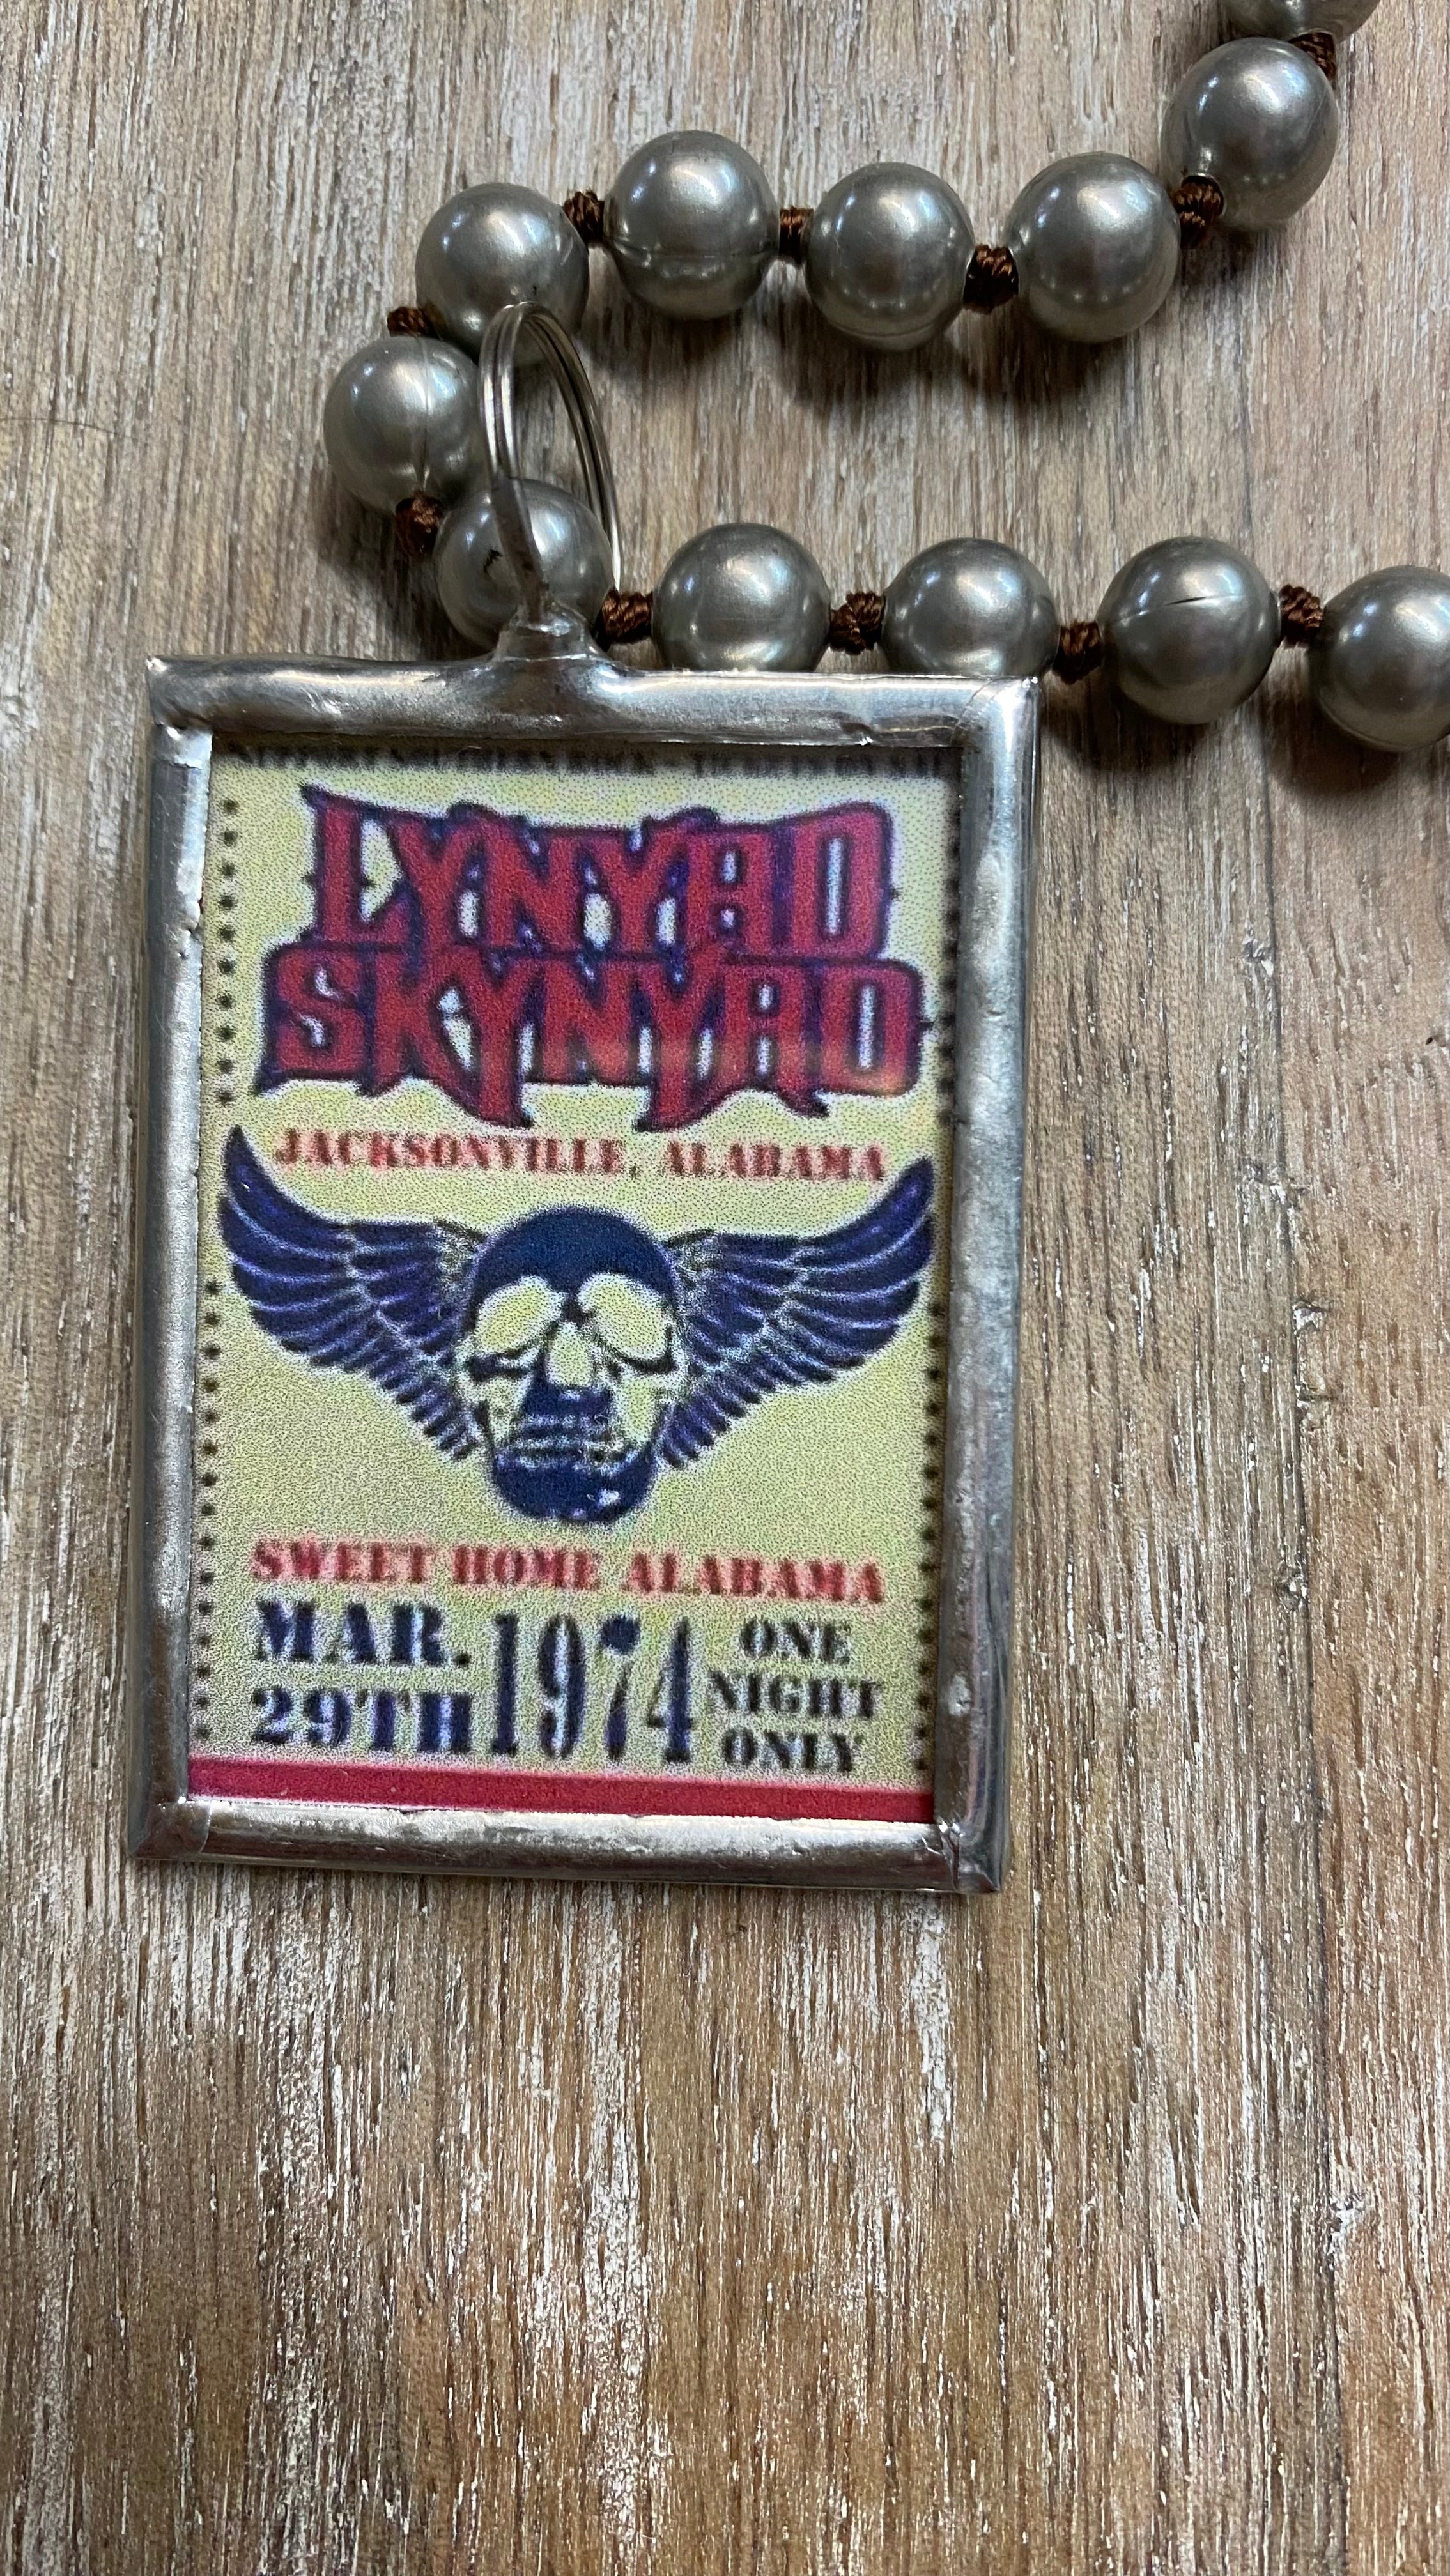 LYNYRD
SKYNYRD
JACKSONVILLE, ALABAMA
SWEET HOME ALABAMA
MAR. 29TH
1974
ONE NIGHT ONLY